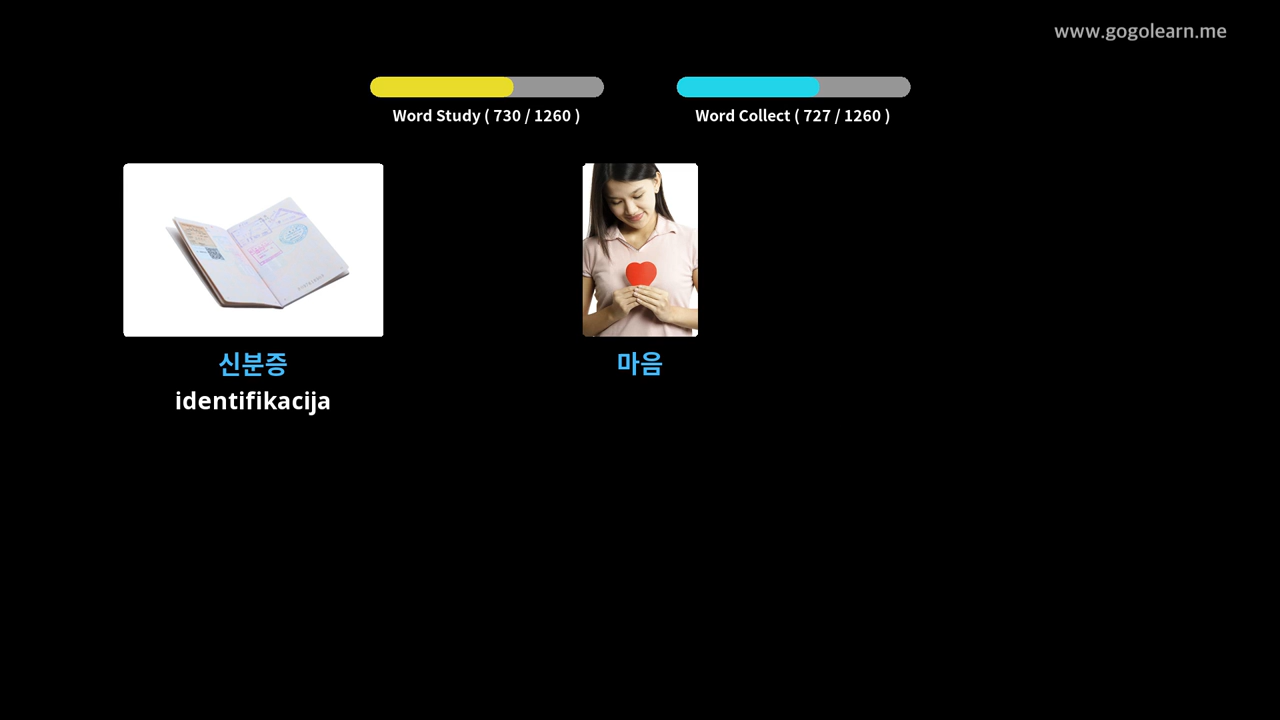 www.gogolearn.me
Word Study ( 730 / 1260 )
Word Collect ( 727 / 1260 )
신분증
identifikacija
마음